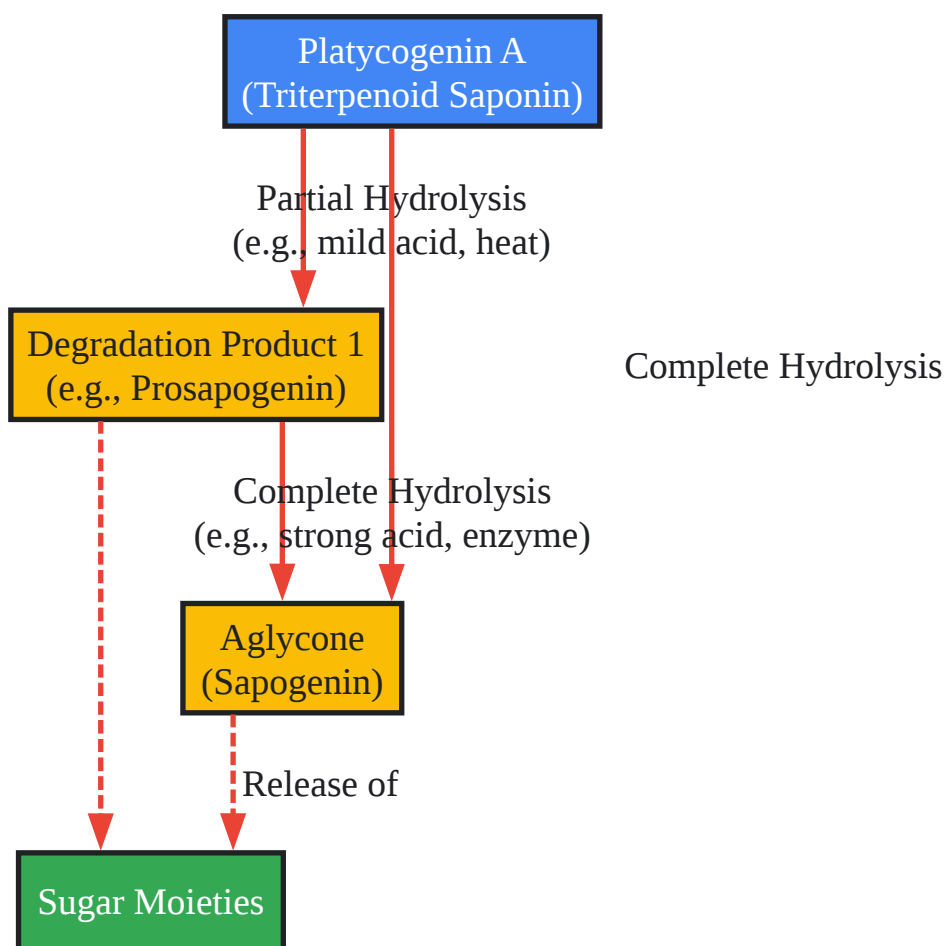 Platycogenin A
(Triterpenoid Saponin)
Partial Hydrolysis
(e.g., mild acid, heat)
Degradation Product 1
(e.g., Prosapogenin)
Complete Hydrolysis
Complete Hydrolysis
(e.g., strong acid, enzyme)
Aglycone
(Sapogenin)
Release of
Sugar Moieties